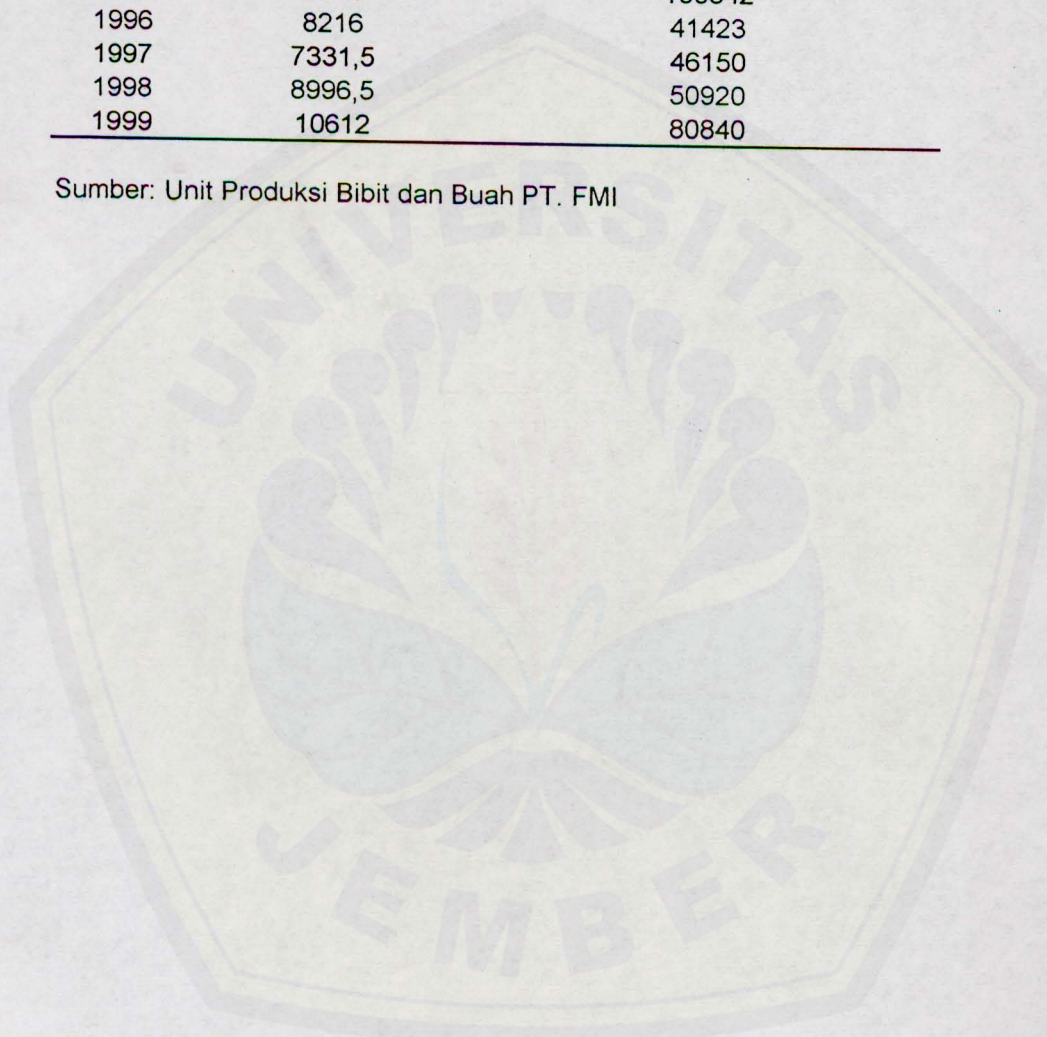 1996 8216 41423
1997 7331,5 46150
1998 8996,5 50920
1999 10612 80840
Sumber: Unit Produksi Bibit dan Buah PT. FMI
UNIVERSITAS
JEMBER